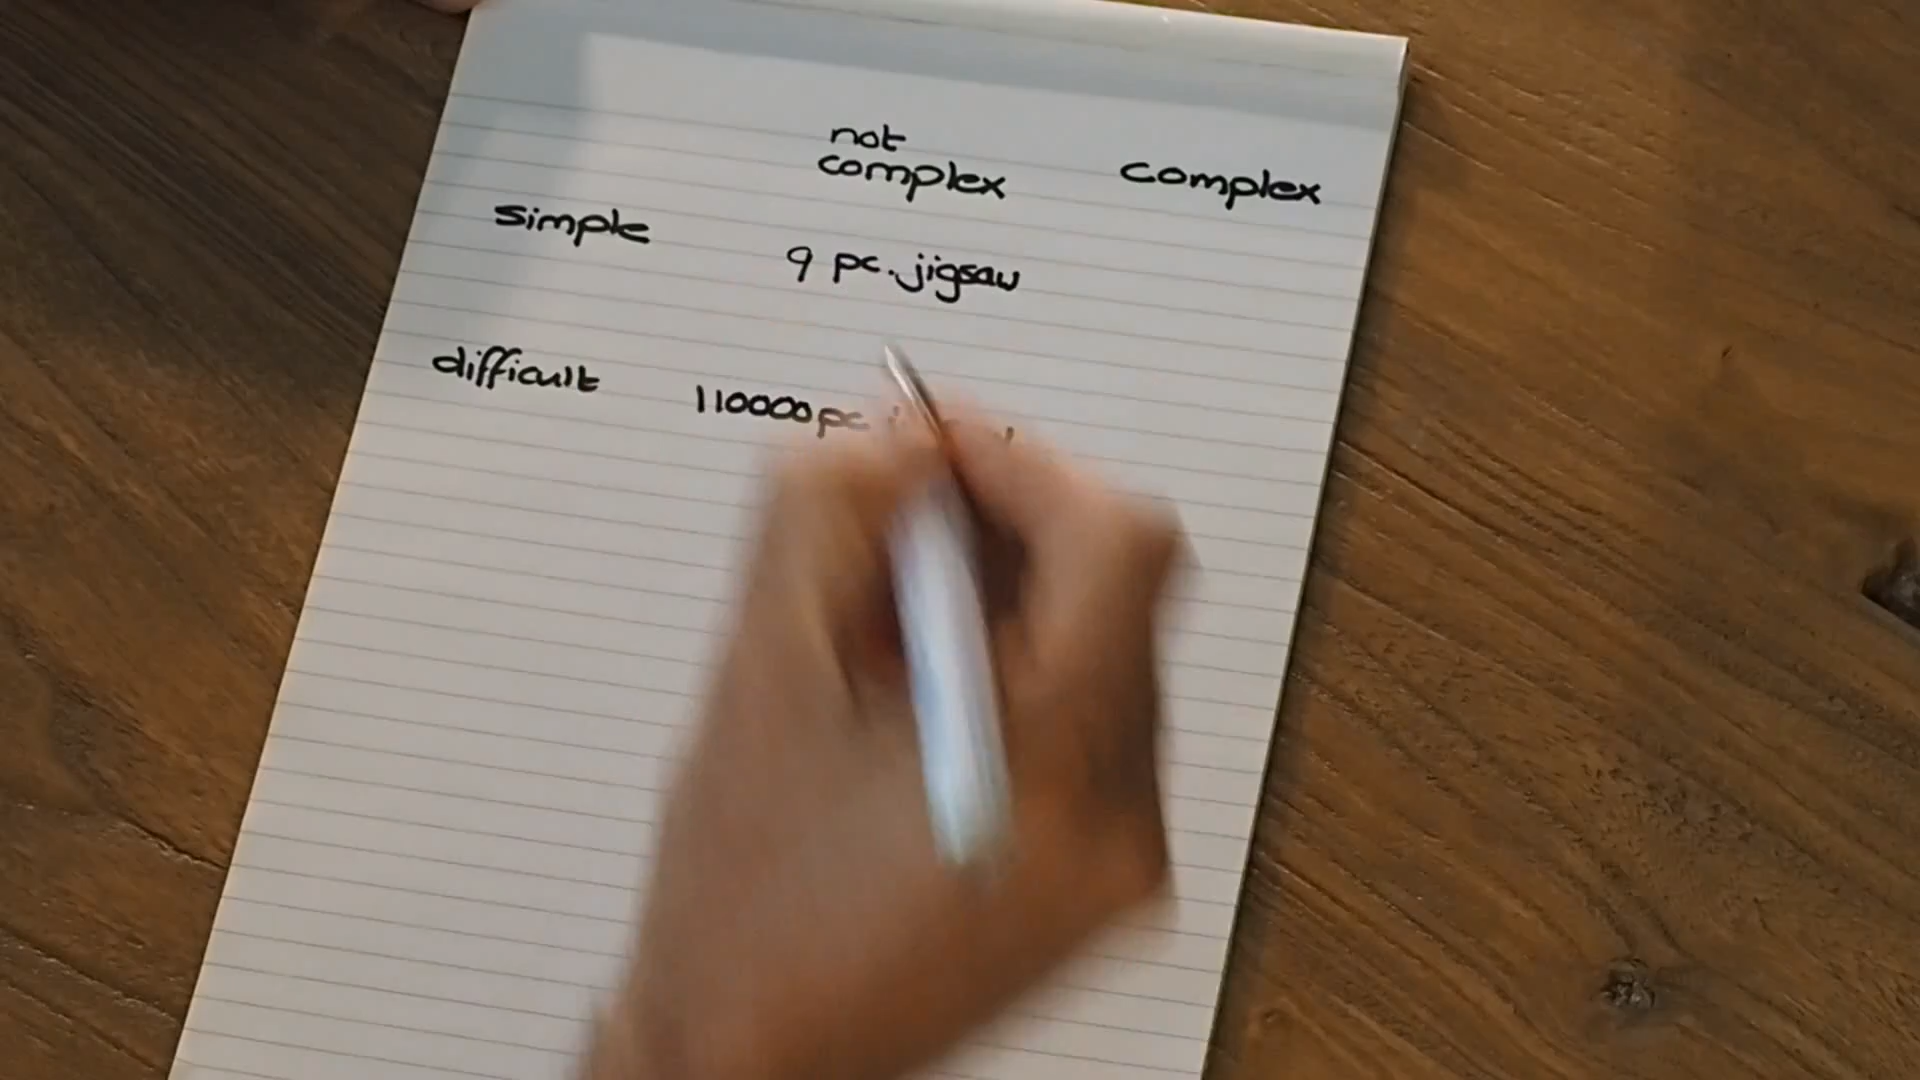 not
complex complex
simple
9 pc. jigsaw
difficult 110000 pc